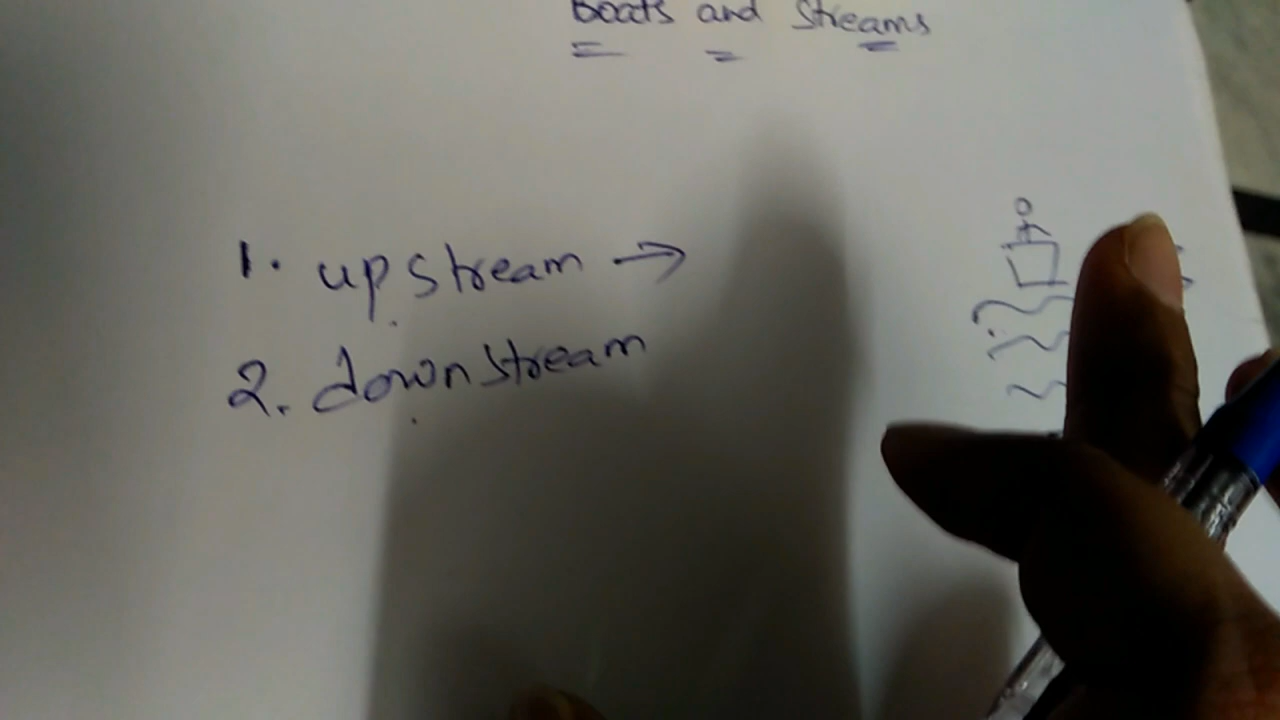 Boats and Streams
1. upstream →
2. downstream